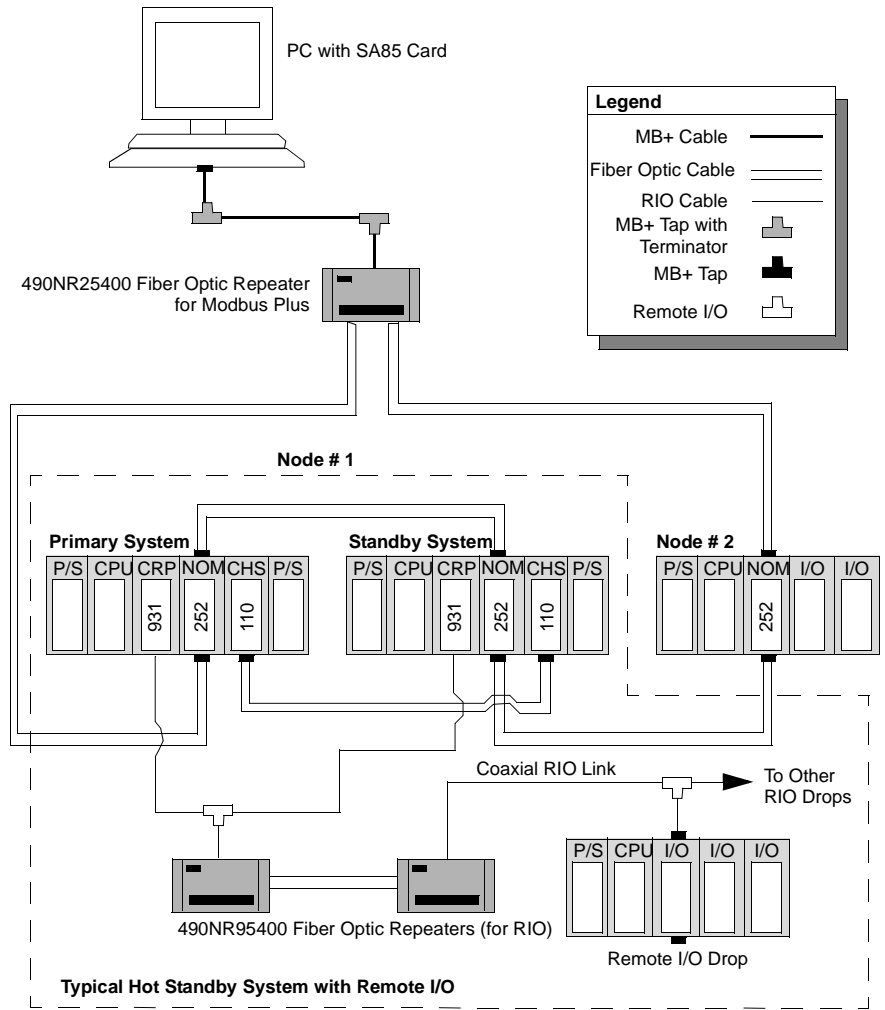 PC with SA85 Card
Legend
MB+ Cable
Fiber Optic Cable
RIO Cable
MB+ Tap with
Terminator
MB+ Tap
Remote I/O
490NR25400 Fiber Optic Repeater
for Modbus Plus
Node # 1
Primary System
Standby System
Node # 2
P/S CPU CRP NOM CHS P/S
931 252 110
P/S CPU CRP NOM CHS P/S
931 252 110
P/S CPU NOM I/O I/O
252
Coaxial RIO Link
To Other
RIO Drops
P/S CPU I/O I/O I/O
490NR95400 Fiber Optic Repeaters (for RIO)
Remote I/O Drop
Typical Hot Standby System with Remote I/O